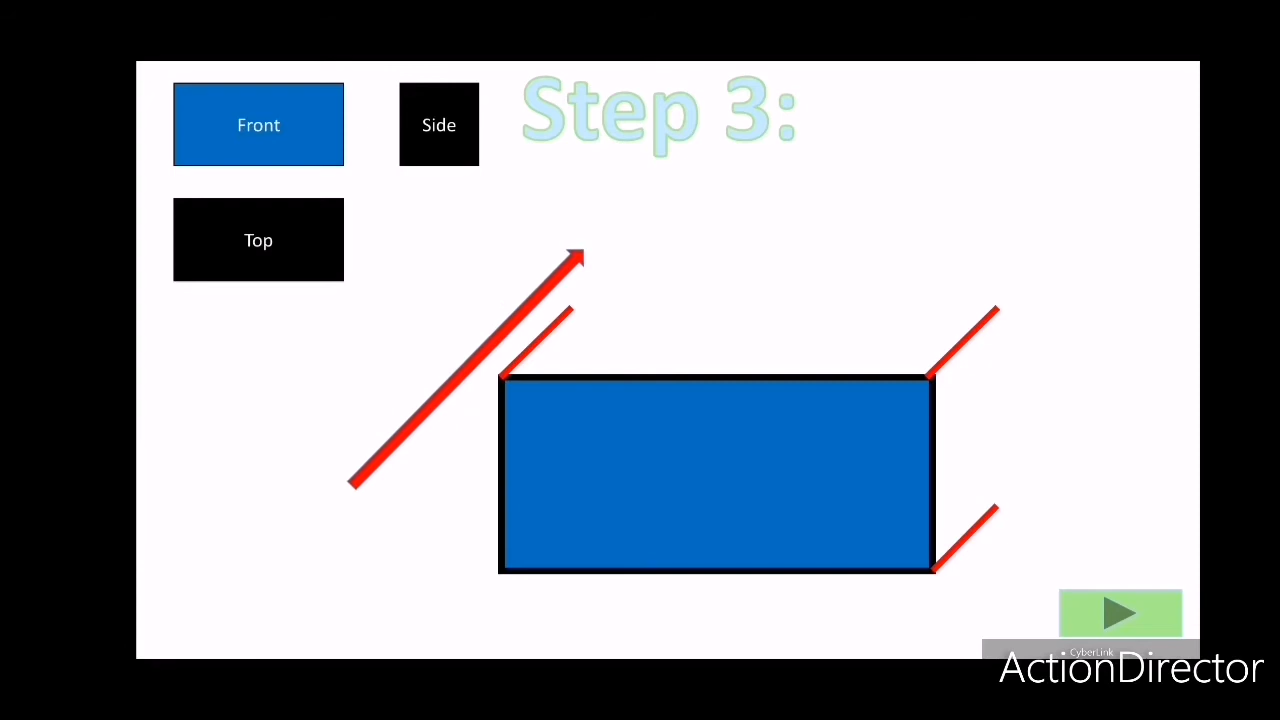 Step 3:
Front
Side
Top
CyberLink
ActionDirector